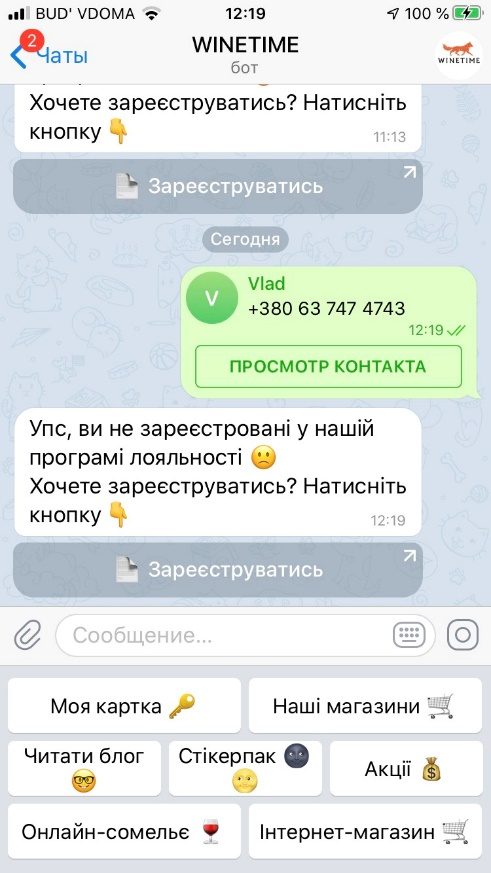 BUD' VDOMA 12:19 100 %
2
Чаты
WINETIME
бот
WINETIME
Хочете зареєструватись? Натисніть
кнопку 👇 11:13
Зареєструватись
Сегодня
V
Vlad
+380 63 747 4743
12:19
ПРОСМОТР КОНТАКТА
Упс, ви не зареєстровані у нашій
програмі лояльності 🙁
Хочете зареєструватись? Натисніть
кнопку 👇 12:19
Зареєструватись
Сообщение...
Моя картка 🔑
Наші магазини 🛒
Читати блог
🤓
Стікерпак 🌚
🌝
Акції 💰
Онлайн-сомельє 🍷
Інтернет-магазин 🛒